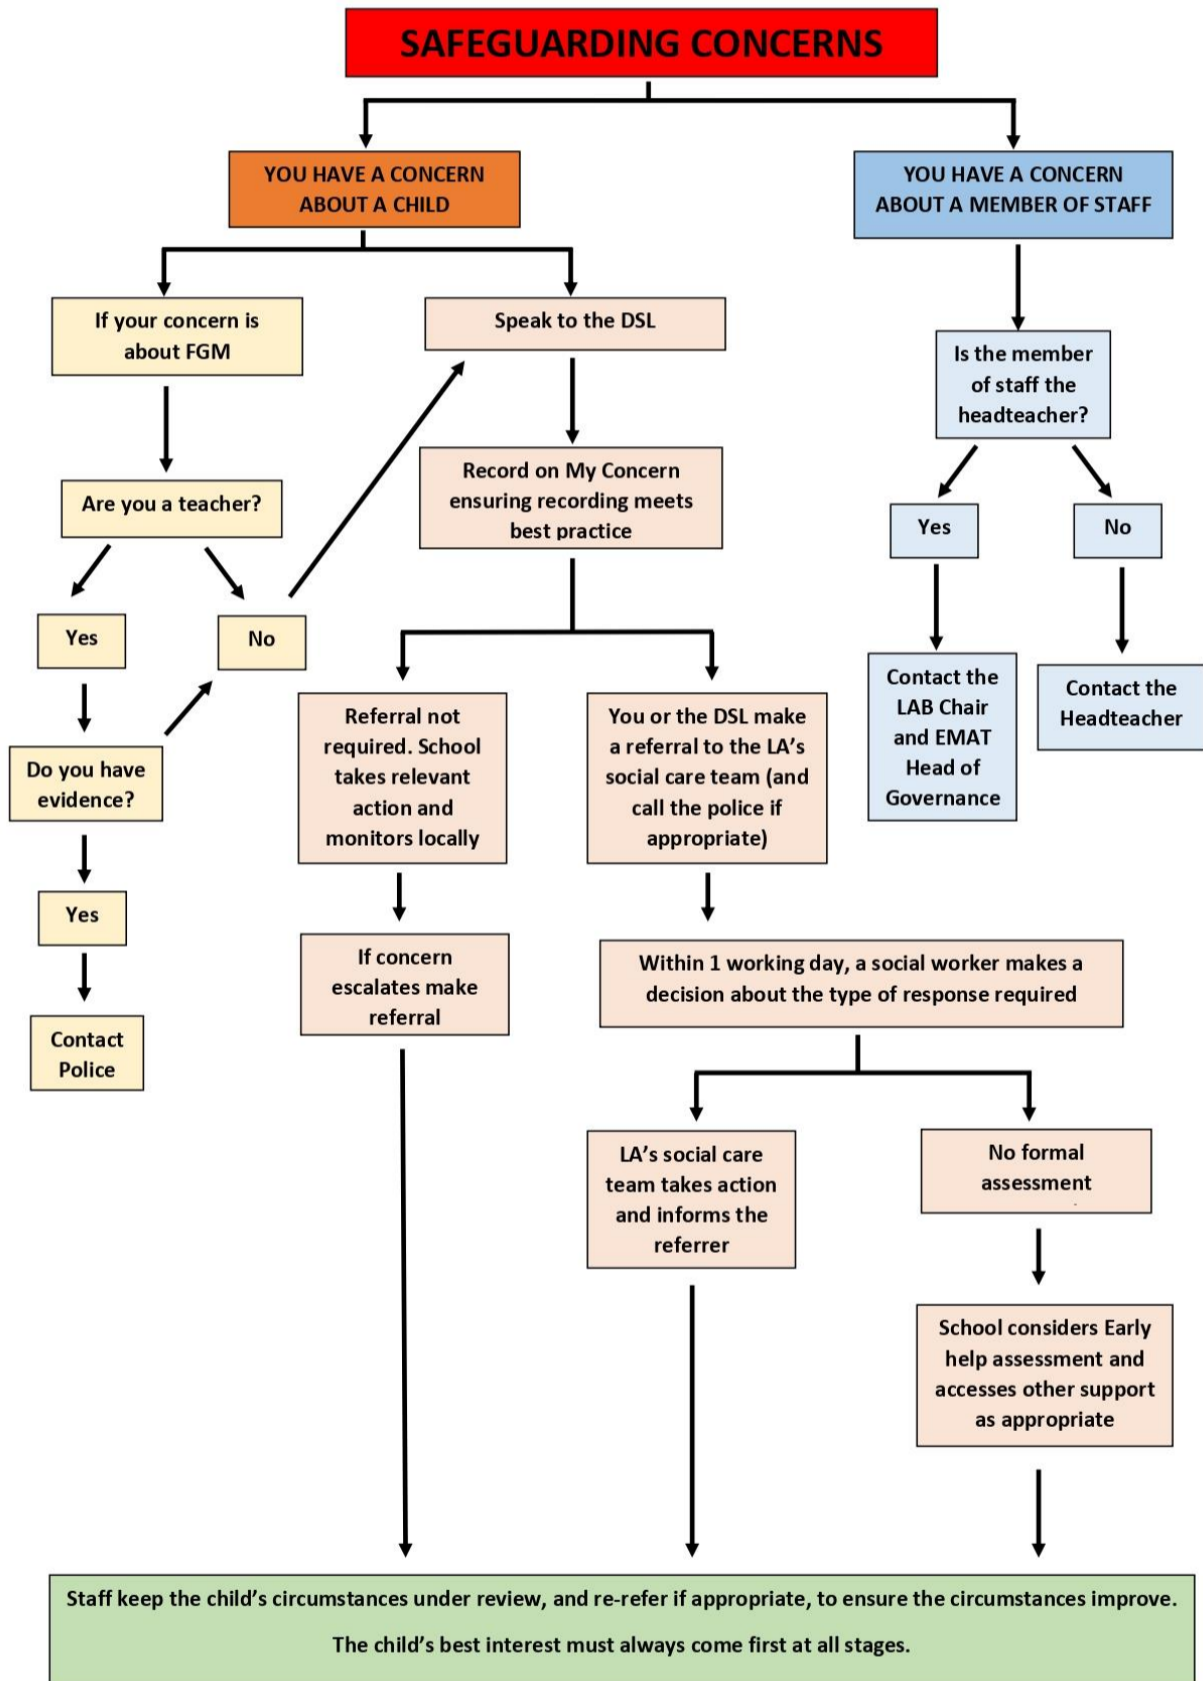 SAFEGUARDING CONCERNS
YOU HAVE A CONCERN
ABOUT A CHILD
YOU HAVE A CONCERN
ABOUT A MEMBER OF STAFF
If your concern is
about FGM
Speak to the DSL
Is the member
of staff the
headteacher?
Are you a teacher?
Record on My Concern
ensuring recording meets
best practice
Yes
No
Yes
No
Contact the
LAB Chair
and EMAT
Head of
Governance
Contact the
Headteacher
Do you have
evidence?
Referral not
required. School
takes relevant
action and
monitors locally
You or the DSL make
a referral to the LA’s
social care team (and
call the police if
appropriate)
Yes
If concern
escalates make
referral
Within 1 working day, a social worker makes a
decision about the type of response required
Contact
Police
LA’s social care
team takes action
and informs the
referrer
No formal
assessment
.
School considers Early
help assessment and
accesses other support
as appropriate
Staff keep the child’s circumstances under review, and re-refer if appropriate, to ensure the circumstances improve.
The child’s best interest must always come first at all stages.